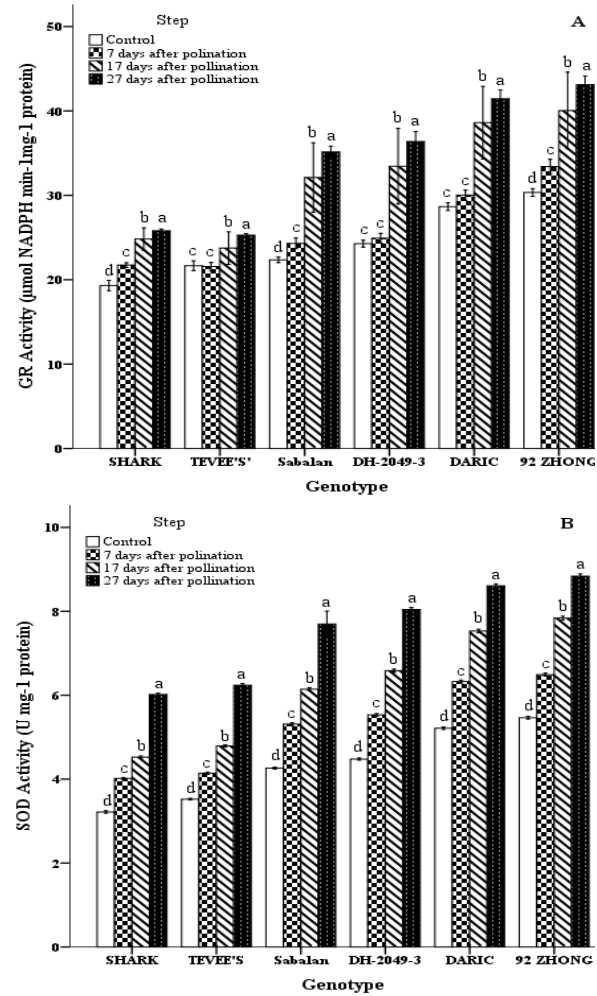 Step
A
Control
7 days after polination
17 days after pollination
27 days after pollination
GR Activity (µmol NADPH min-1mg-1 protein)
50
40
30
20
10
0
d c b a
c c b a
d c b a
c c b a
c c b a
d c b a
SHARK TEVEE'S' Sabalan DH-2049-3 DARIC 92 ZHONG
Genotype
Step
B
Control
7 days after polination
17 days after pollination
27 days after pollination
SOD Activity (U mg-1 protein)
10
8
6
4
2
0
d c b a
d c b a
d c b a
d c b a
d c b a
d c b a
SHARK TEVEE'S Sabalan DH-2049-3 DARIC 92 ZHONG
Genotype